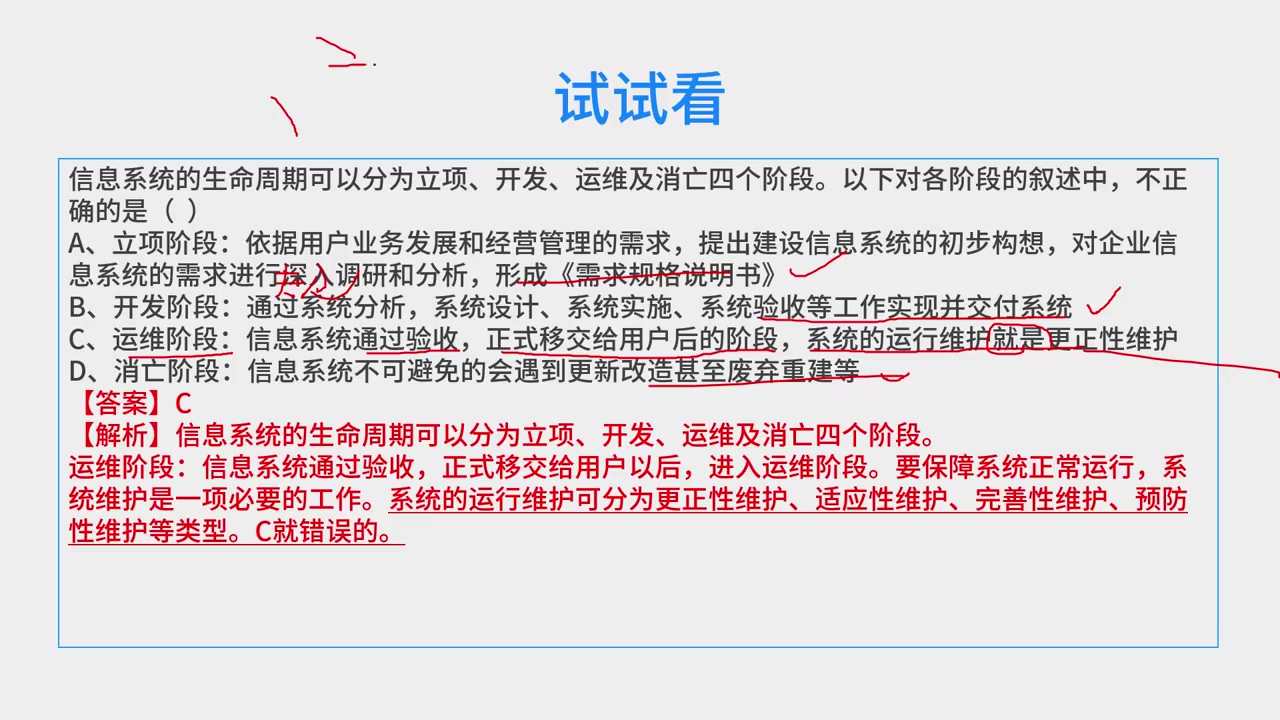 试试看
信息系统的生命周期可以分为立项、开发、运维及消亡四个阶段。以下对各阶段的叙述中，不正
确的是（ ）
A、立项阶段：依据用户业务发展和经营管理的需求，提出建设信息系统的初步构想，对企业信
息系统的需求进行深入调研和分析，形成《需求规格说明书》
B、开发阶段：通过系统分析，系统设计、系统实施、系统验收等工作实现并交付系统
C、运维阶段：信息系统通过验收，正式移交给用户后的阶段，系统的运行维护就是更正性维护
D、消亡阶段：信息系统不可避免的会遇到更新改造甚至废弃重建等
【答案】C
【解析】信息系统的生命周期可以分为立项、开发、运维及消亡四个阶段。
运维阶段：信息系统通过验收，正式移交给用户以后，进入运维阶段。要保障系统正常运行，系
统维护是一项必要的工作。系统的运行维护可分为更正性维护、适应性维护、完善性维护、预防
性维护等类型。C就错误的。